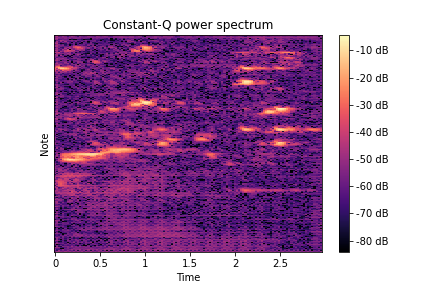 Constant-Q power spectrum
Note
-10 dB
-20 dB
-30 dB
-40 dB
-50 dB
-60 dB
-70 dB
-80 dB
0 0.5 1 1.5 2 2.5
Time